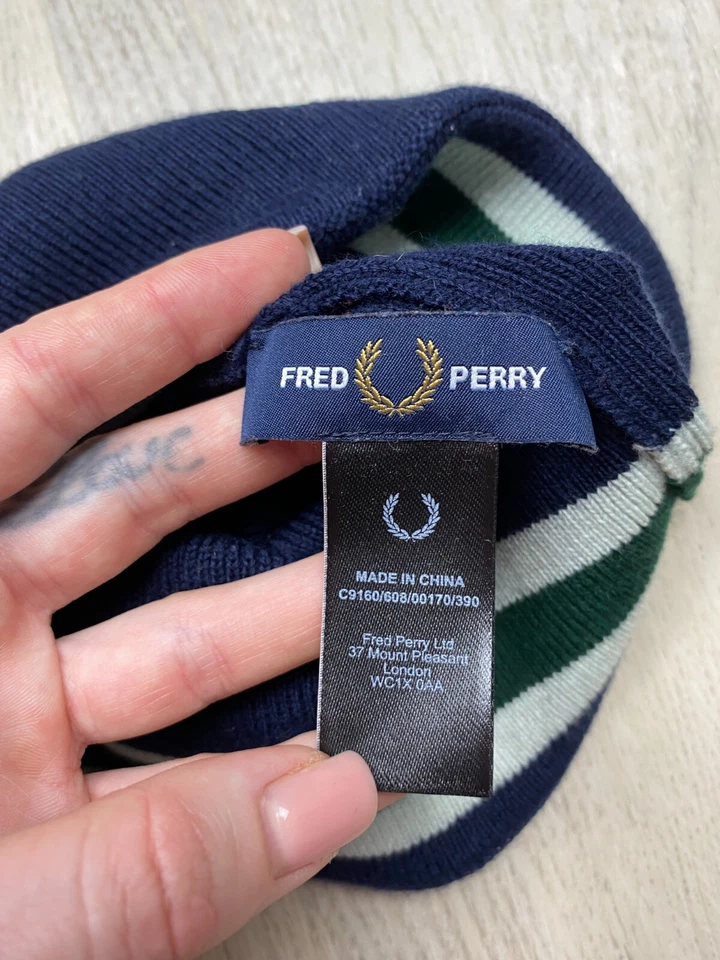 FRED PERRY
MADE IN CHINA
C9160/608/00170/390
Fred Perry Ltd
37 Mount Pleasant
London
WC1X 0AA